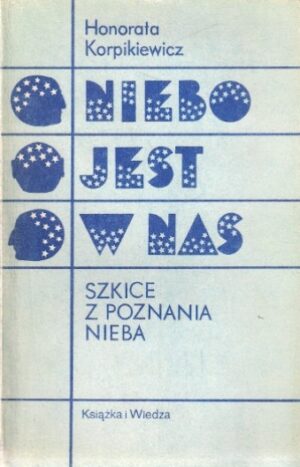 Honorata
Korpikiewicz
NIEBO
JEST
W NAS
SZKICE
Z POZNANIA
NIEBA
Książka i Wiedza